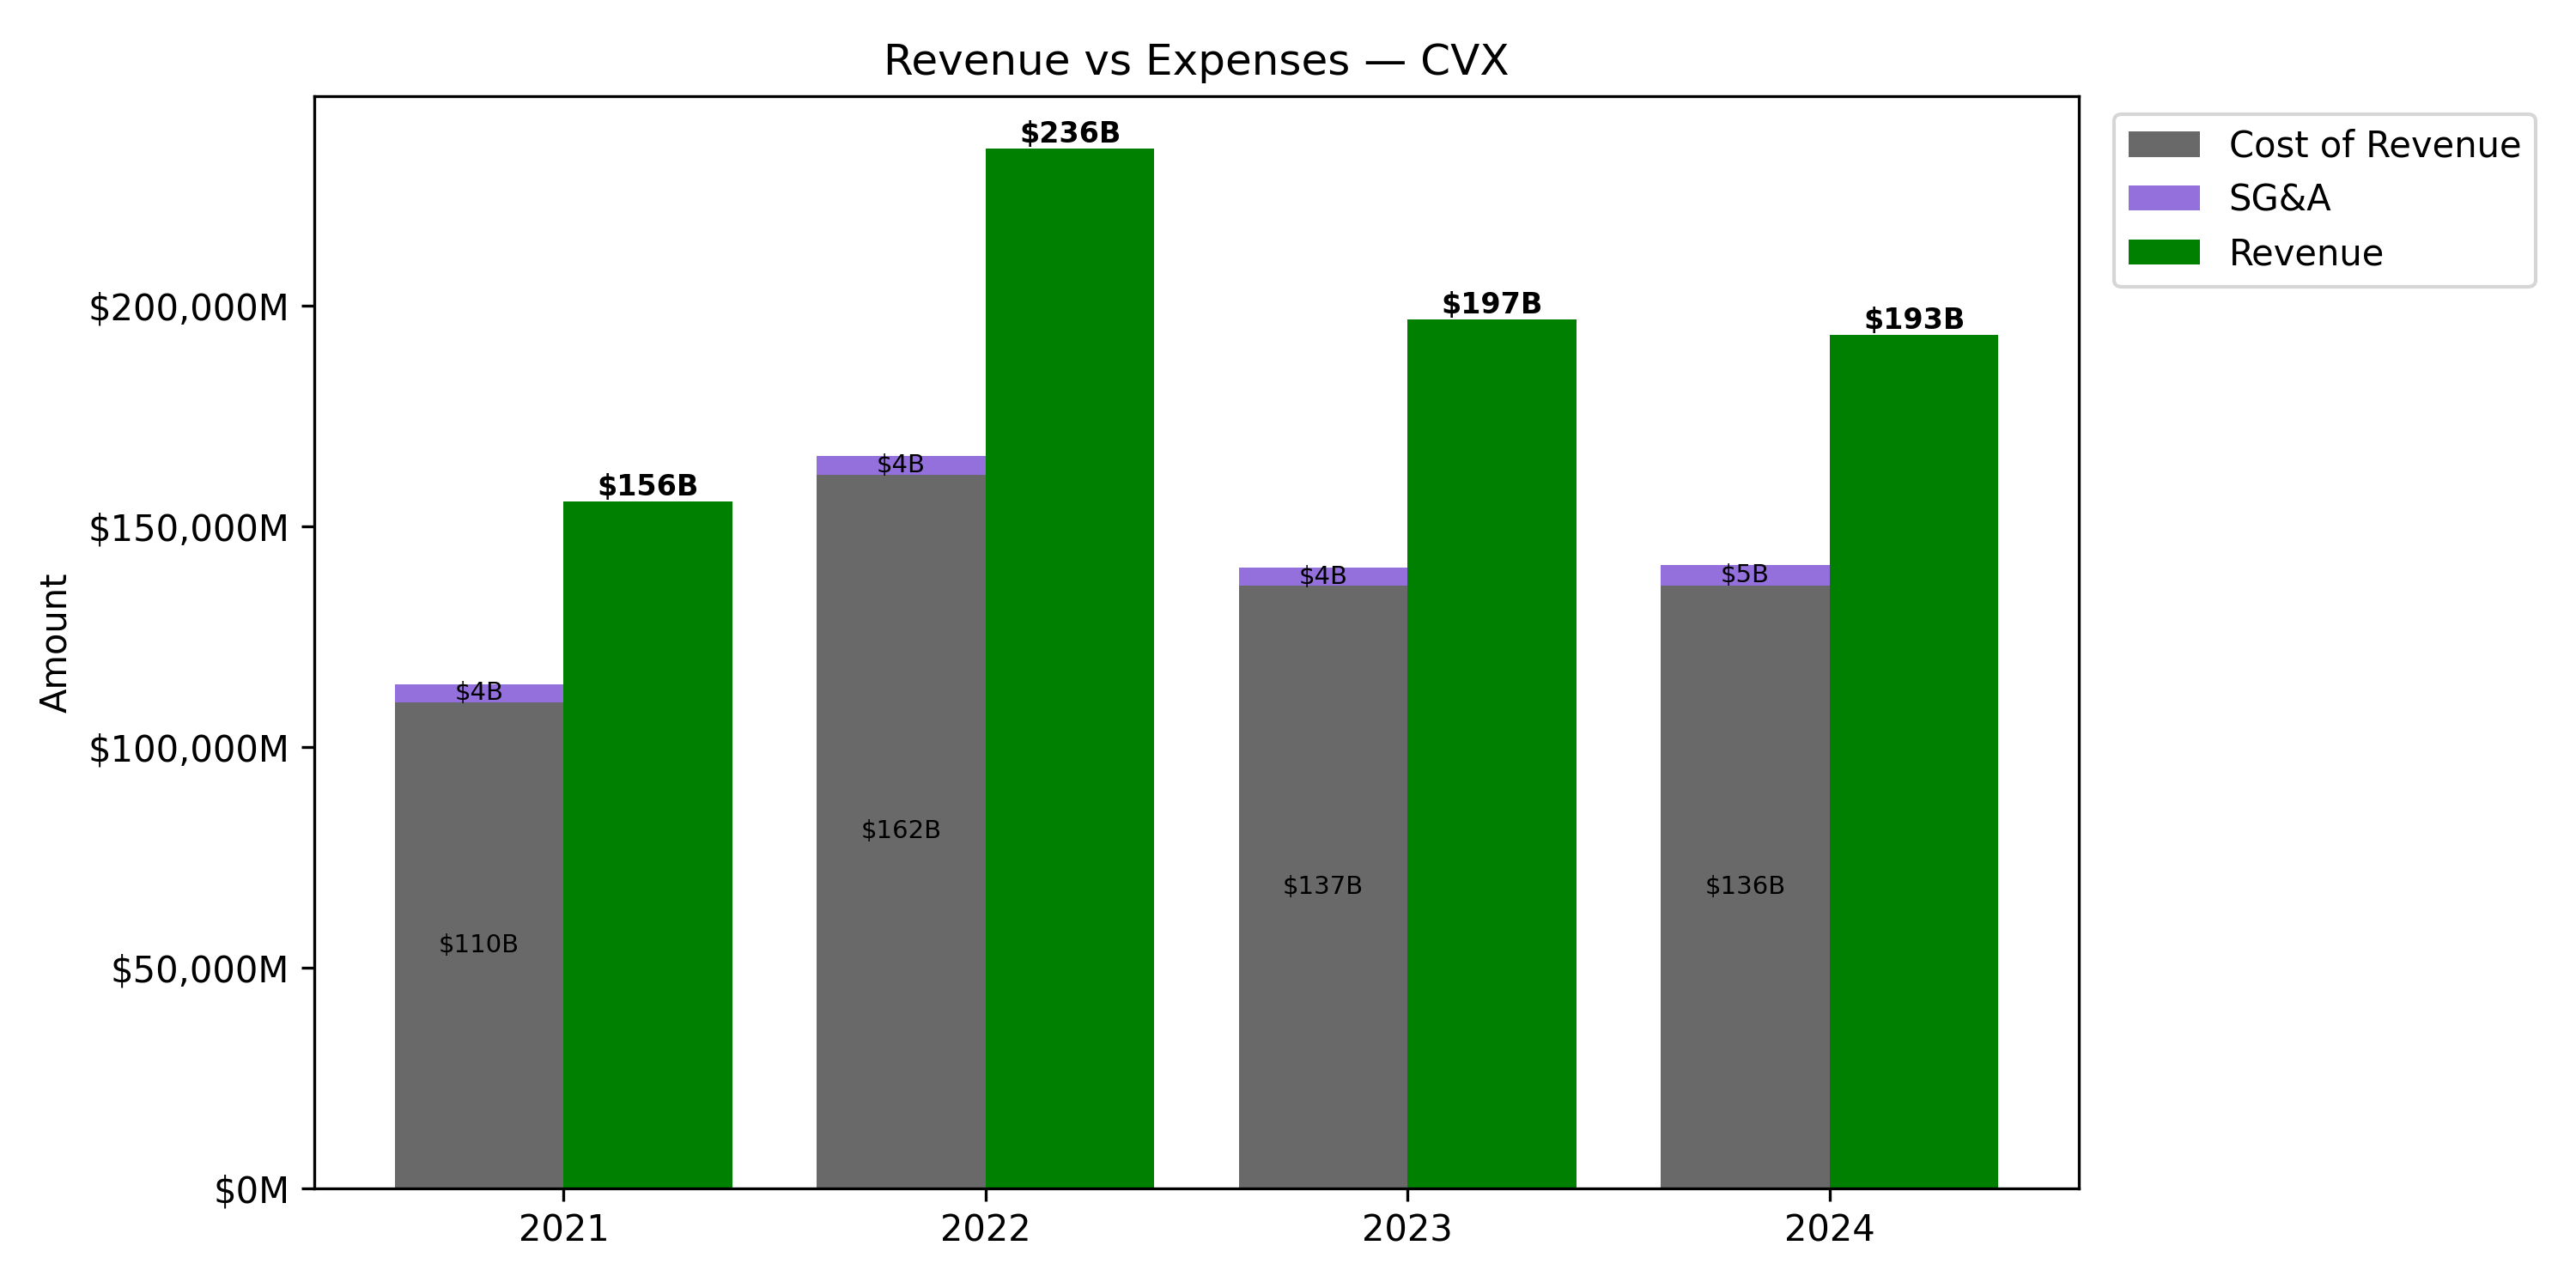 Revenue vs Expenses — CVX
Cost of Revenue
SG&A
Revenue
Amount
$200,000M
$150,000M
$100,000M
$50,000M
$0M
$236B
$197B
$193B
$156B
$4B
$4B
$5B
$4B
$162B
$137B
$136B
$110B
2021
2022
2023
2024